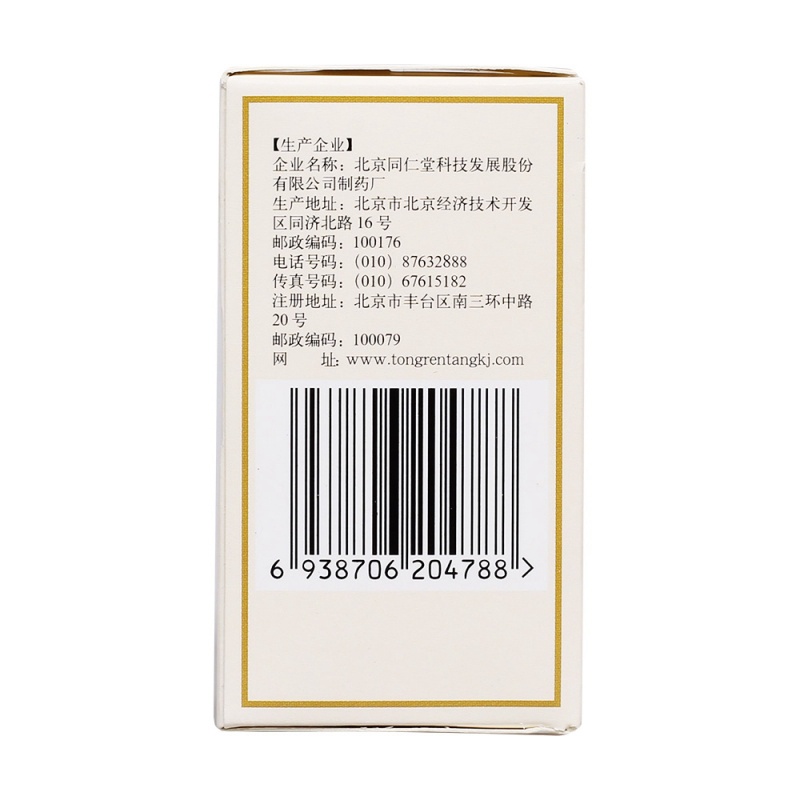 【生产企业】
企业名称：北京同仁堂科技发展股份
有限公司制药厂
生产地址：北京市北京经济技术开发
区同济北路16号
邮政编码：100176
电话号码：(010) 87632888
传真号码：(010) 67615182
注册地址：北京市丰台区南三环中路
20号
邮政编码：100079
网 址: www.tongrentangkj.com
6 938706 204788 >